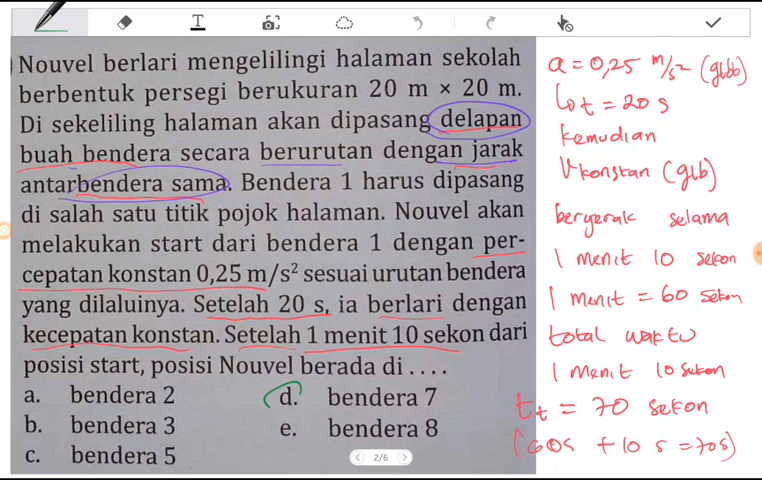 T
Nouvel berlari mengelilingi halaman sekolah
berbentuk persegi berukuran 20 m × 20 m.
Di sekeliling halaman akan dipasang delapan
buah bendera secara berurutan dengan jarak
antarbendera sama. Bendera 1 harus dipasang
di salah satu titik pojok halaman. Nouvel akan
melakukan start dari bendera 1 dengan per-
cepatan konstan 0,25 m/s² sesuai urutan bendera
yang dilaluinya. Setelah 20 s, ia berlari dengan
kecepatan konstan. Setelah 1 menit 10 sekon dari
posisi start, posisi Nouvel berada di . . . .
a. bendera 2
b. bendera 3
c. bendera 5
d. bendera 7
e. bendera 8
2/6
a = 0,25 m/s² (glbb)
t = 20 s
kemudian
V konstan (glb)
bergerak selama
1 menit 10 sekon
1 menit = 60 sekon
total waktu
1 menit 10 sekon
tt = 70 sekon
(60s + 10 s = 70s)